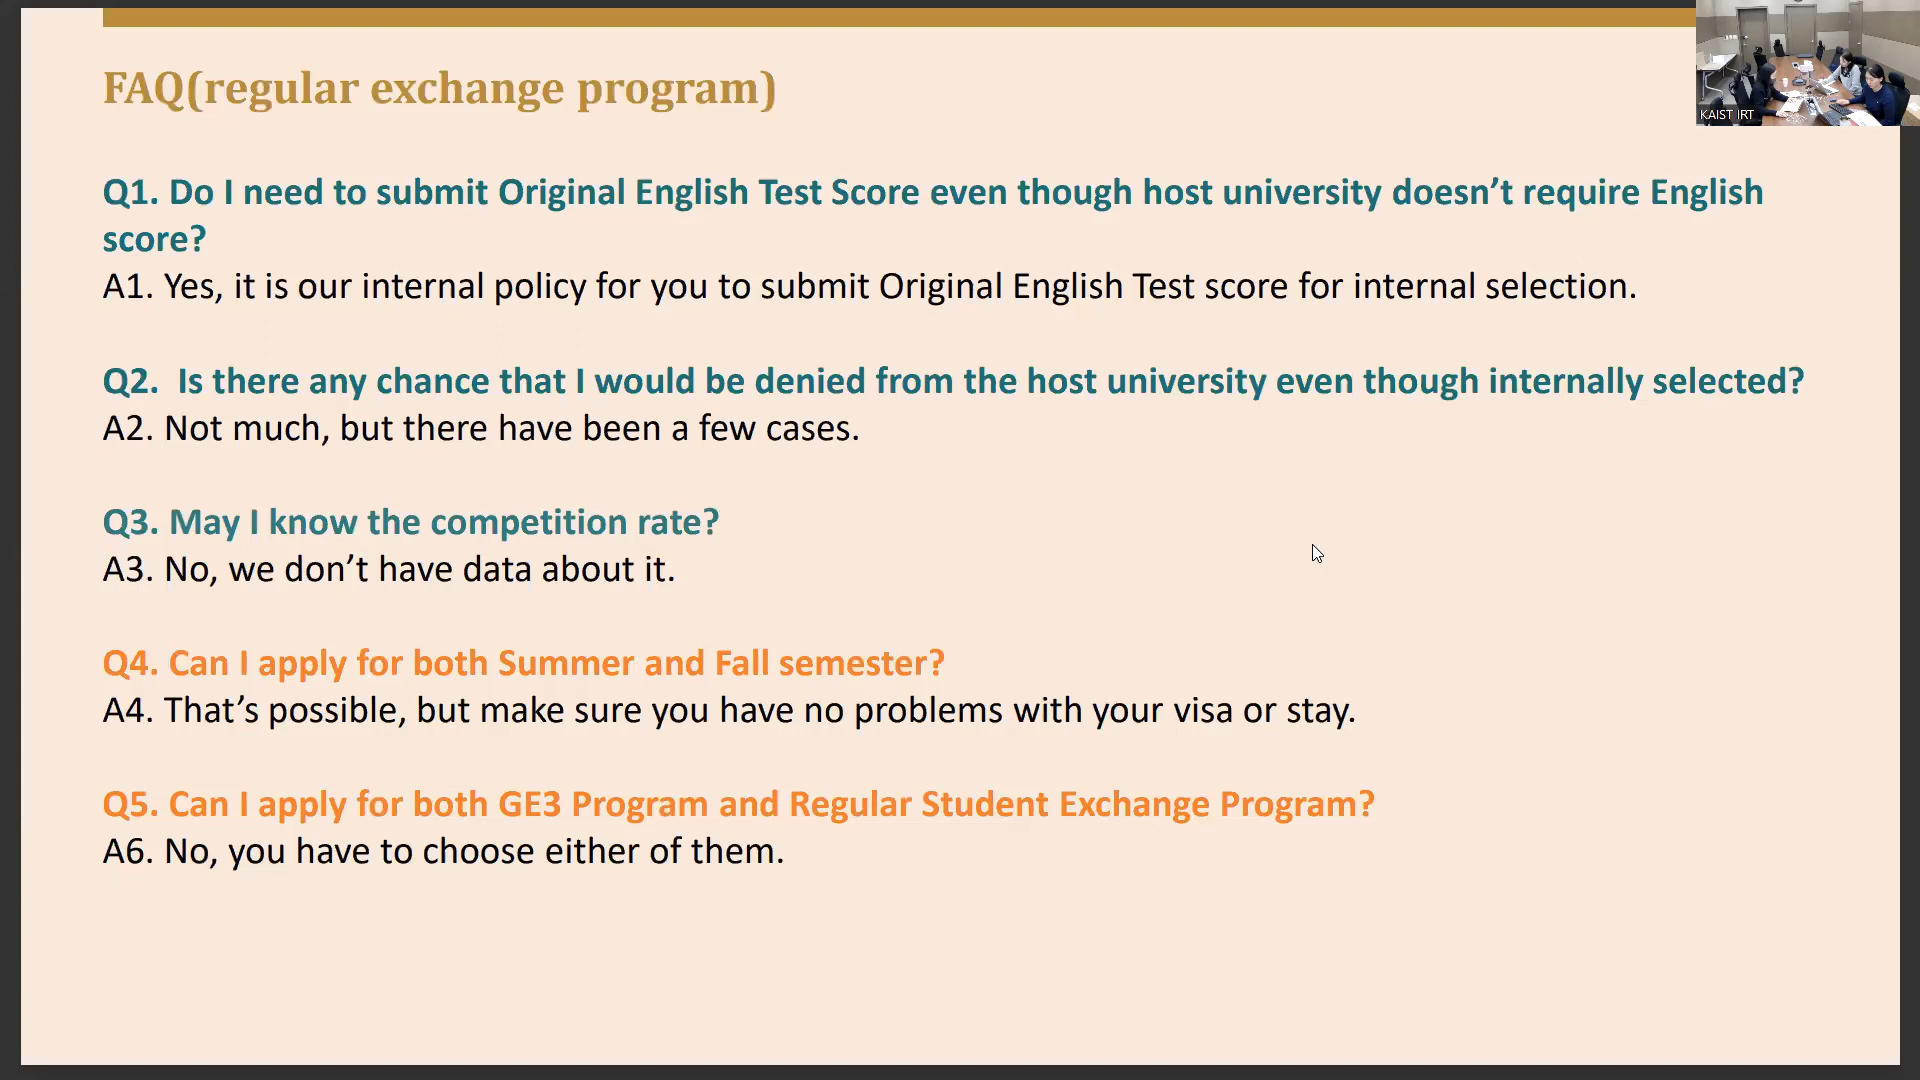 FAQ(regular exchange program)
KAIST IRT
Q1. Do I need to submit Original English Test Score even though host university doesn’t require English
score?
A1. Yes, it is our internal policy for you to submit Original English Test score for internal selection.
Q2.  Is there any chance that I would be denied from the host university even though internally selected?
A2. Not much, but there have been a few cases.
Q3. May I know the competition rate?
A3. No, we don’t have data about it.
Q4. Can I apply for both Summer and Fall semester?
A4. That’s possible, but make sure you have no problems with your visa or stay.
Q5. Can I apply for both GE3 Program and Regular Student Exchange Program?
A6. No, you have to choose either of them.